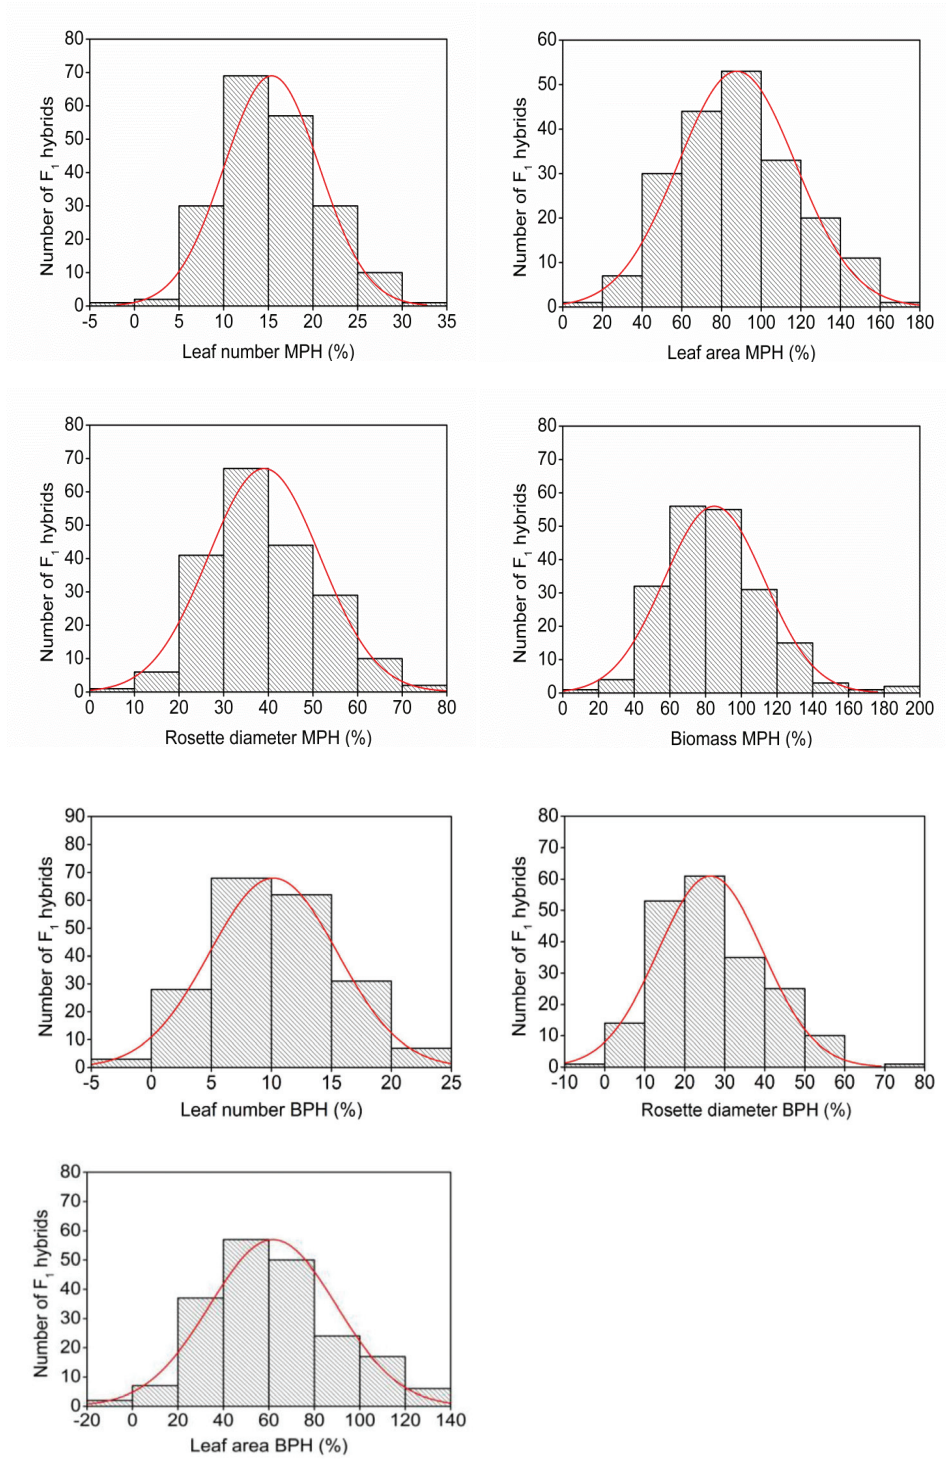 80
70
60
50
40
30
20
10
0
Number of F1 hybrids
-5 0 5 10 15 20 25 30 35
Leaf number MPH (%)
60
50
40
30
20
10
0
Number of F1 hybrids
0 20 40 60 80 100 120 140 160 180
Leaf area MPH (%)
80
70
60
50
40
30
20
10
0
Number of F1 hybrids
0 10 20 30 40 50 60 70 80
Rosette diameter MPH (%)
80
70
60
50
40
30
20
10
0
Number of F1 hybrids
0 20 40 60 80 100 120 140 160 180 200
Biomass MPH (%)
90
80
70
60
50
40
30
20
10
0
Number of F1 hybrids
-5 0 5 10 15 20 25
Leaf number BPH (%)
80
70
60
50
40
30
20
10
0
Number of F1 hybrids
-10 0 10 20 30 40 50 60 70 80
Rosette diameter BPH (%)
80
70
60
50
40
30
20
10
0
Number of F1 hybrids
-20 0 20 40 60 80 100 120 140
Leaf area BPH (%)